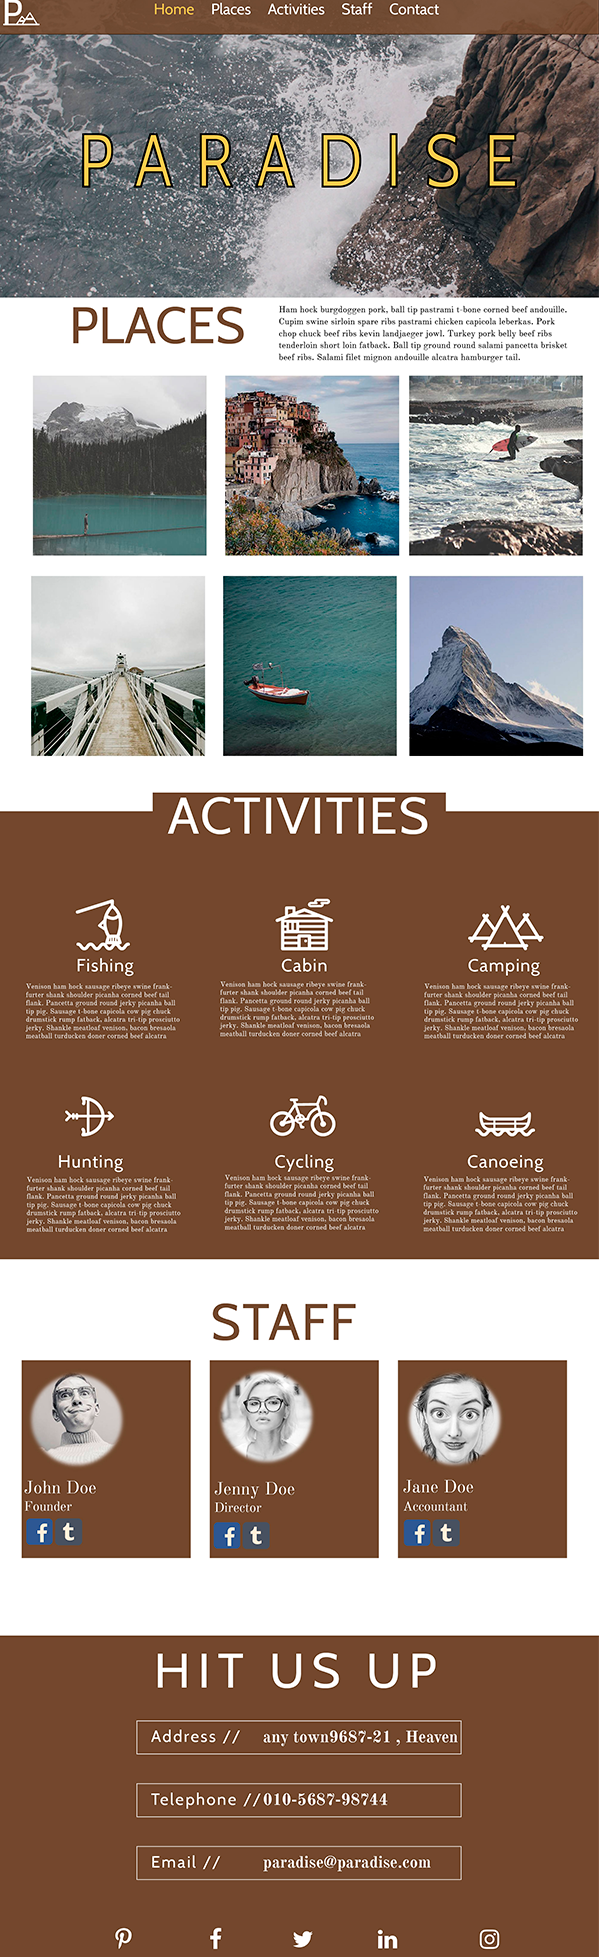 P
Home Places Activities Staff Contact
PARADISE
PLACES
Ham hock burgdoggen pork, ball tip pastrami t-bone corned beef andouille.
Cupim swine sirloin spare ribs pastrami chicken capicola leberkas. Pork
chop chuck beef ribs kevin landjaeger jowl. Turkey pork belly beef ribs
tenderloin short loin fatback. Ball tip ground round salami pancetta brisket
beef ribs. Salami filet mignon andouille alcatra hamburger tail.
ACTIVITIES
Fishing
Venison ham hock sausage ribeye swine frank-
furter shank shoulder picanha corned beef tail
flank. Pancetta ground round jerky picanha ball
tip pig. Sausage t-bone capicola cow pig chuck
drumstick rump fatback, alcatra tri-tip prosciutto
jerky. Shankle meatloaf venison, bacon bresaola
meatball turducken doner corned beef alcatra
Cabin
Venison ham hock sausage ribeye swine frank-
furter shank shoulder picanha corned beef tail
flank. Pancetta ground round jerky picanha ball
tip pig. Sausage t-bone capicola cow pig chuck
drumstick rump fatback, alcatra tri-tip prosciutto
jerky. Shankle meatloaf venison, bacon bresaola
meatball turducken doner corned beef alcatra
Camping
Venison ham hock sausage ribeye swine frank-
furter shank shoulder picanha corned beef tail
flank. Pancetta ground round jerky picanha ball
tip pig. Sausage t-bone capicola cow pig chuck
drumstick rump fatback, alcatra tri-tip prosciutto
jerky. Shankle meatloaf venison, bacon bresaola
meatball turducken doner corned beef alcatra
Hunting
Venison ham hock sausage ribeye swine frank-
furter shank shoulder picanha corned beef tail
flank. Pancetta ground round jerky picanha ball
tip pig. Sausage t-bone capicola cow pig chuck
drumstick rump fatback, alcatra tri-tip prosciutto
jerky. Shankle meatloaf venison, bacon bresaola
meatball turducken doner corned beef alcatra
Cycling
Venison ham hock sausage ribeye swine frank-
furter shank shoulder picanha corned beef tail
flank. Pancetta ground round jerky picanha ball
tip pig. Sausage t-bone capicola cow pig chuck
drumstick rump fatback, alcatra tri-tip prosciutto
jerky. Shankle meatloaf venison, bacon bresaola
meatball turducken doner corned beef alcatra
Canoeing
Venison ham hock sausage ribeye swine frank-
furter shank shoulder picanha corned beef tail
flank. Pancetta ground round jerky picanha ball
tip pig. Sausage t-bone capicola cow pig chuck
drumstick rump fatback, alcatra tri-tip prosciutto
jerky. Shankle meatloaf venison, bacon bresaola
meatball turducken doner corned beef alcatra
STAFF
John Doe
Founder
f t
Jenny Doe
Director
f t
Jane Doe
Accountant
f t
HIT US UP
Address // any town9687-21 , Heaven
Telephone // 010-5687-98744
Email // paradise@paradise.com